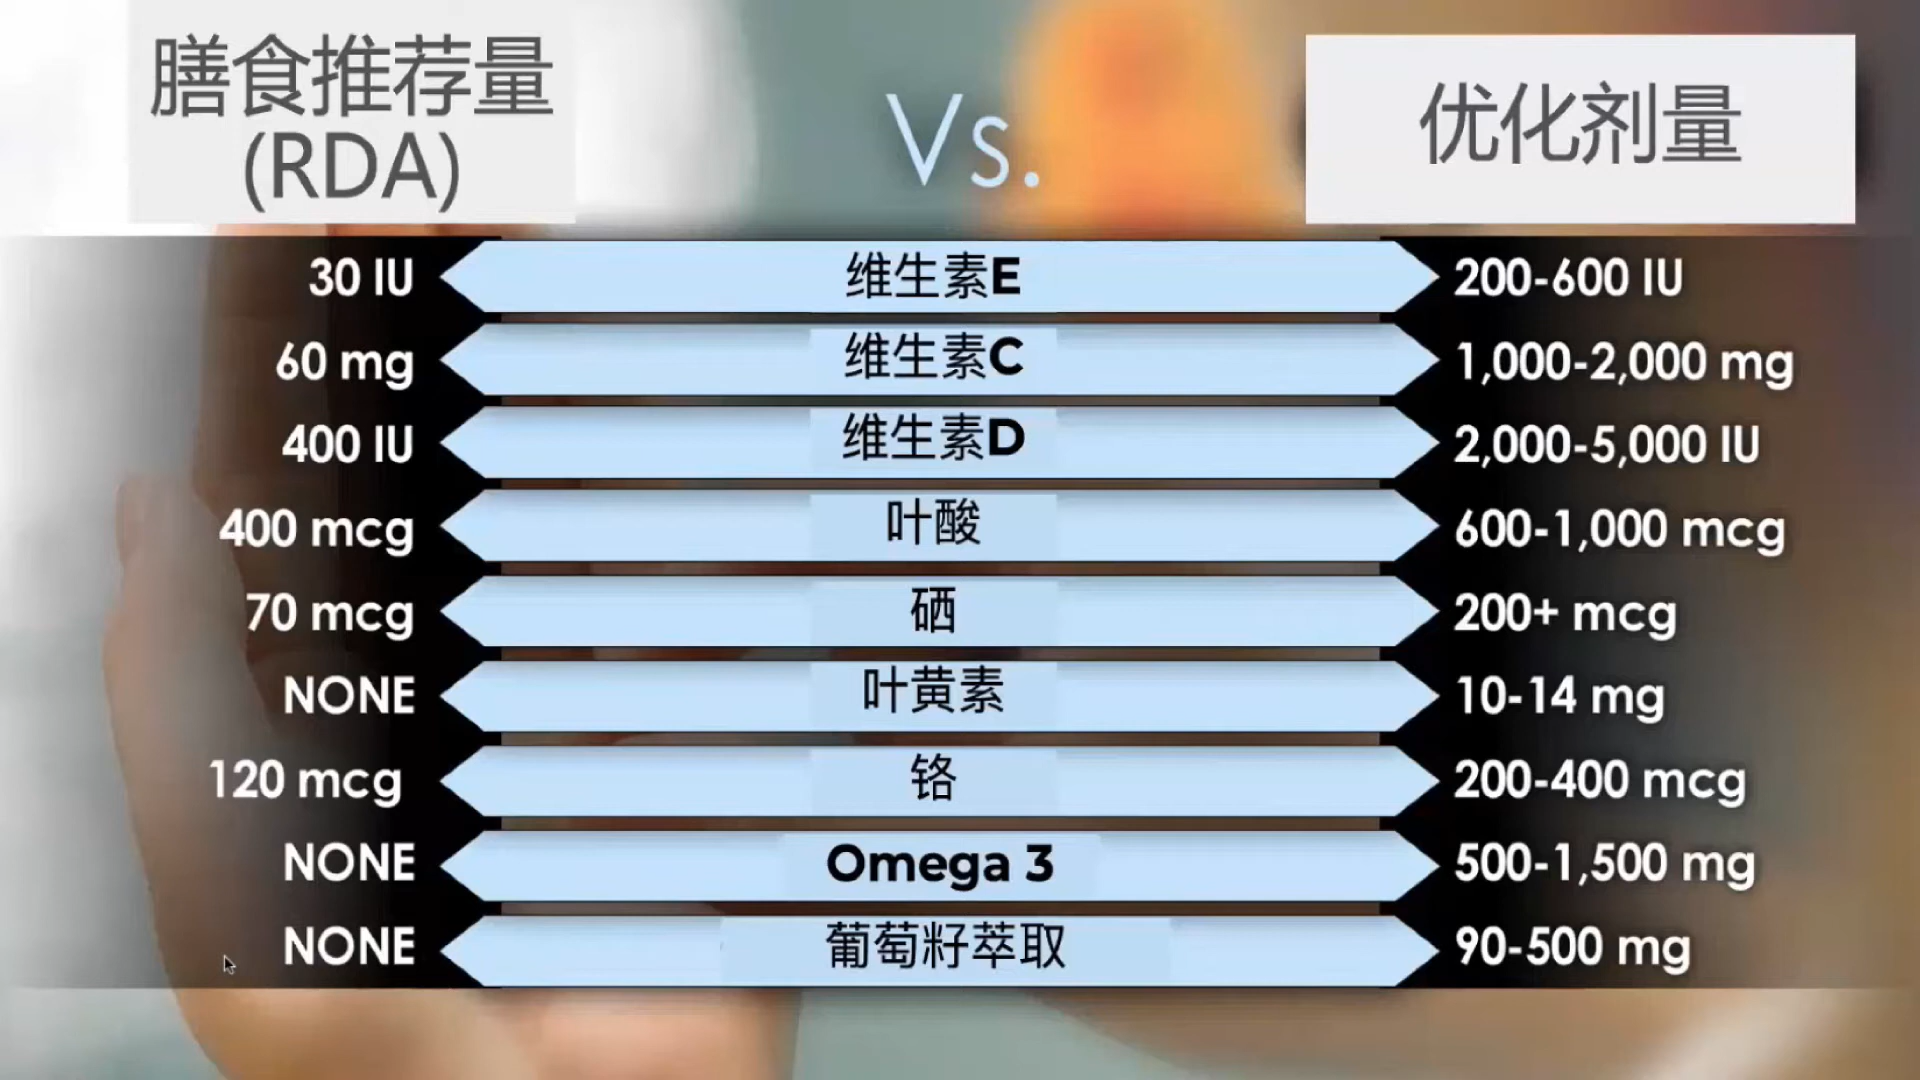 膳食推荐量
(RDA)
Vs.
优化剂量
30 IU 维生素E 200-600 IU
60 mg 维生素C 1,000-2,000 mg
400 IU 维生素D 2,000-5,000 IU
400 mcg 叶酸 600-1,000 mcg
70 mcg 硒 200+ mcg
NONE 叶黄素 10-14 mg
120 mcg 铬 200-400 mcg
NONE Omega 3 500-1,500 mg
NONE 葡萄籽萃取 90-500 mg